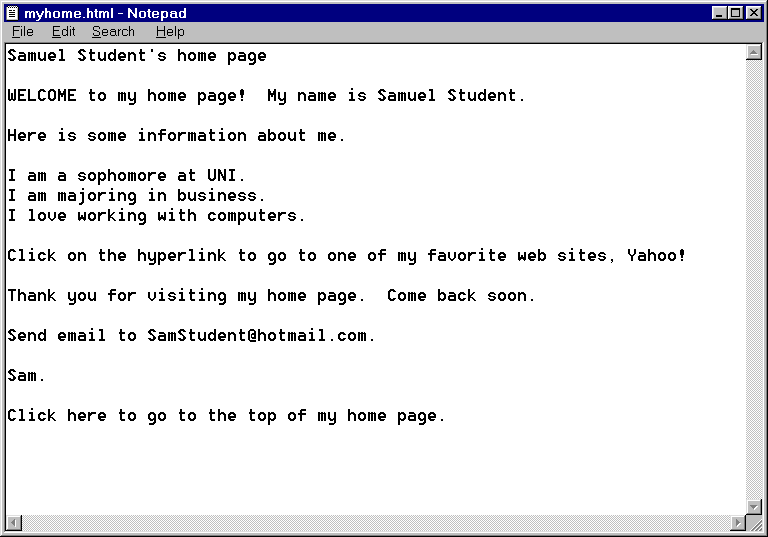 myhome.html - Notepad
File Edit Search Help
Samuel Student's home page
WELCOME to my home page!  My name is Samuel Student.
Here is some information about me.
I am a sophomore at UNI.
I am majoring in business.
I love working with computers.
Click on the hyperlink to go to one of my favorite web sites, Yahoo!
Thank you for visiting my home page.  Come back soon.
Send email to SamStudent@hotmail.com.
Sam.
Click here to go to the top of my home page.